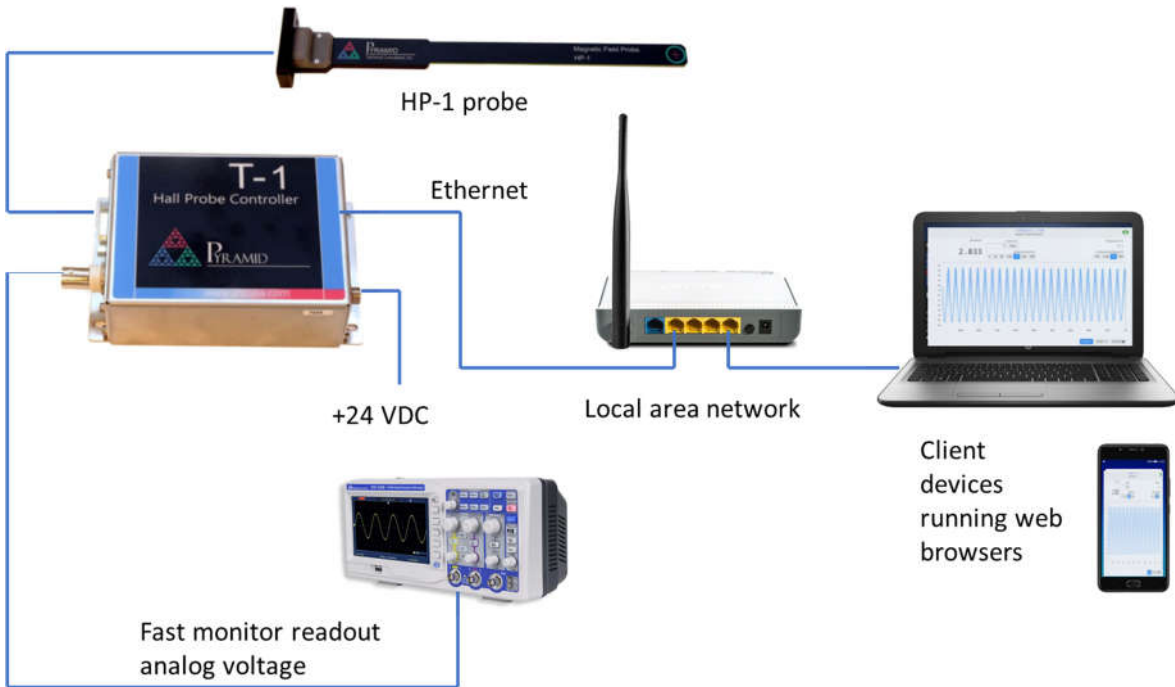 PYRAMID
Magnetic Field Probe
HP-1
HP-1 probe
T-1
Hall Probe Controller
PYRAMID
Ethernet
2.833
+24 VDC
Local area network
Client
devices
running web
browsers
Fast monitor readout
analog voltage